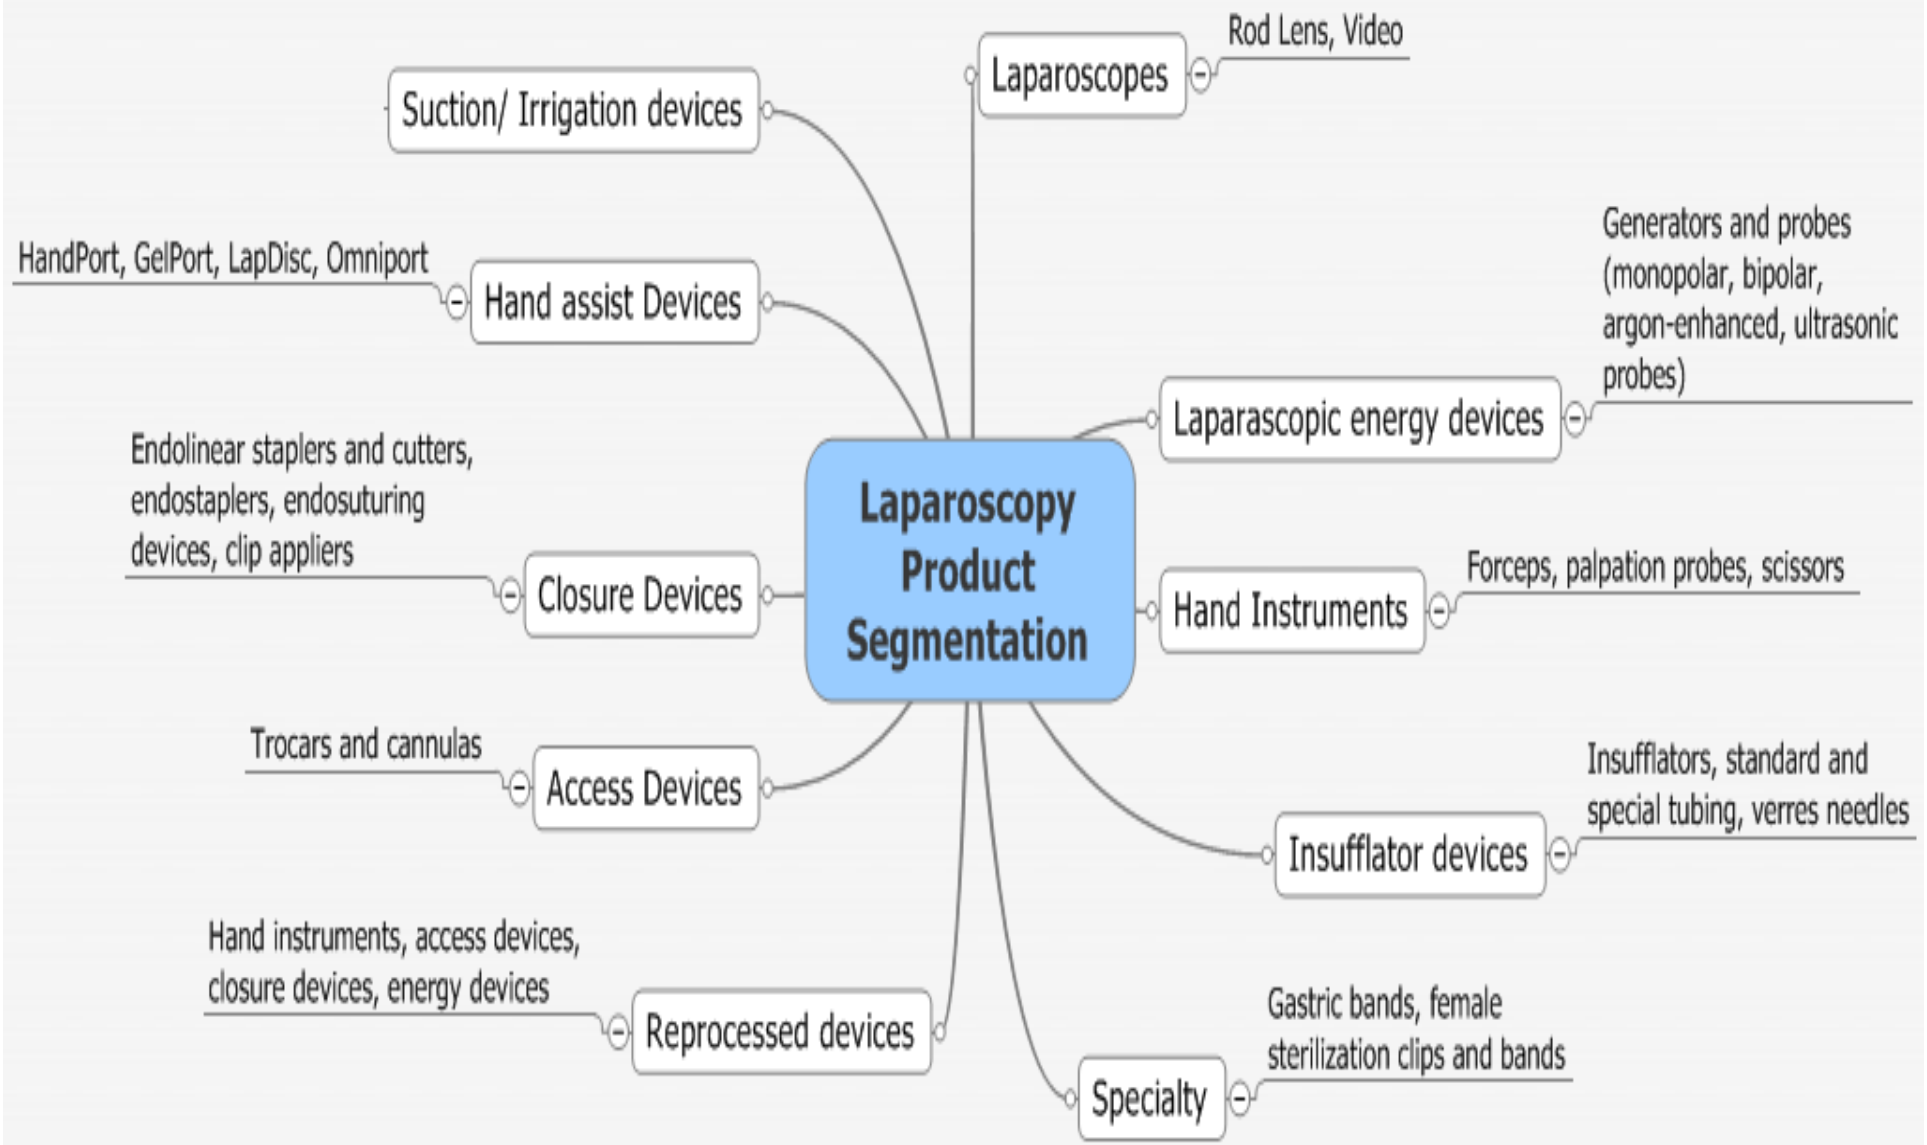 Laparoscopy
Product
Segmentation
Laparoscopes
Rod Lens, Video
Laparascopic energy devices
Generators and probes
(monopolar, bipolar,
argon-enhanced, ultrasonic
probes)
Hand Instruments
Forceps, palpation probes, scissors
Insufflator devices
Insufflators, standard and
special tubing, verres needles
Specialty
Gastric bands, female
sterilization clips and bands
Reprocessed devices
Hand instruments, access devices,
closure devices, energy devices
Access Devices
Trocars and cannulas
Closure Devices
Endolinear staplers and cutters,
endostaplers, endosuturing
devices, clip appliers
Hand assist Devices
HandPort, GelPort, LapDisc, Omniport
Suction/ Irrigation devices